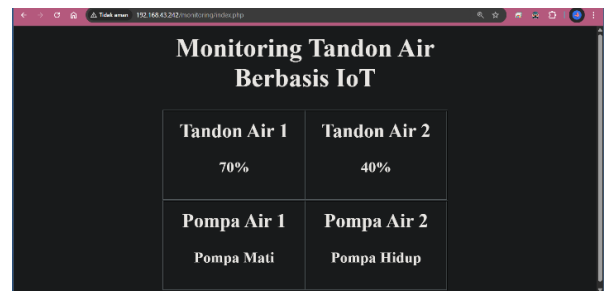 Tidak aman 192.168.43.242/monitoring/index.php
Monitoring Tandon Air
Berbasis IoT
Tandon Air 1 Tandon Air 2
70% 40%
Pompa Air 1 Pompa Air 2
Pompa Mati Pompa Hidup